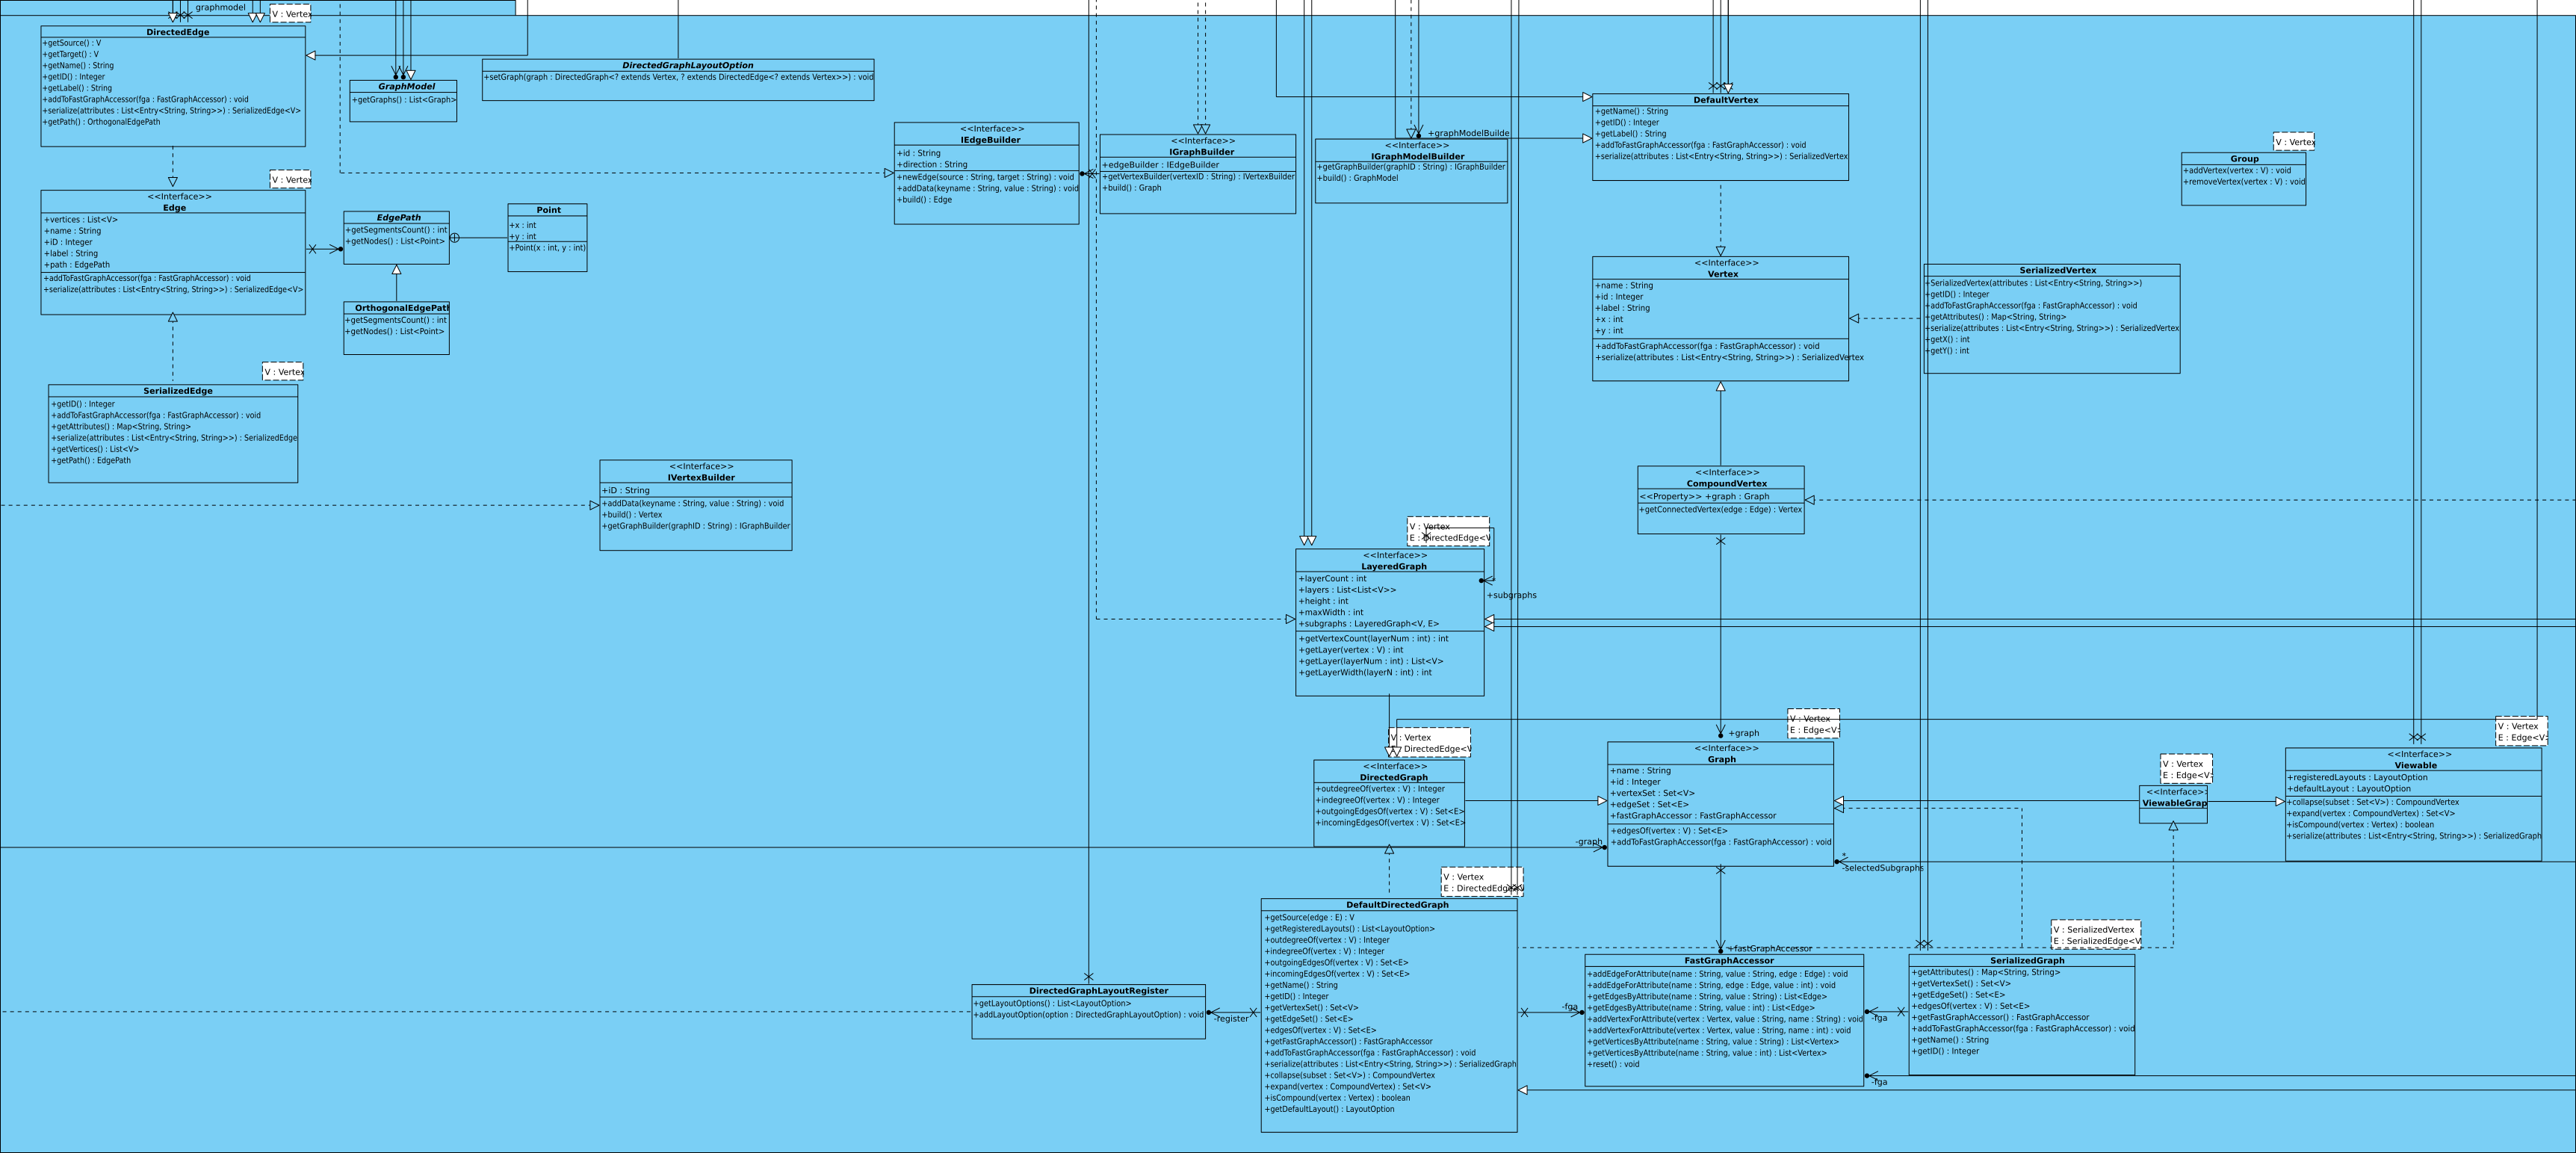 graphmodel
V : Vertex
DirectedEdge
+getSource() : V
+getTarget() : V
+getName() : String
+getID() : Integer
+getLabel() : String
+addToFastGraphAccessor(fga : FastGraphAccessor) : void
+serialize(attributes : List<Entry<String, String>>) : SerializedEdge<V>
+getPath() : OrthogonalEdgePath
GraphModel
+getGraphs() : List<Graph>
DirectedGraphLayoutOption
+setGraph(graph : DirectedGraph<? extends Vertex, ? extends DirectedEdge<? extends Vertex>>) : void
<<Interface>>
IEdgeBuilder
+id : String
+direction : String
+newEdge(source : String, target : String) : void
+addData(keyname : String, value : String) : void
+build() : Edge
<<Interface>>
IGraphBuilder
+edgeBuilder : IEdgeBuilder
+getVertexBuilder(vertexID : String) : IVertexBuilder
+build() : Graph
+graphModelBuilde
<<Interface>>
IGraphModelBuilder
+getGraphBuilder(graphID : String) : IGraphBuilder
+build() : GraphModel
DefaultVertex
+getName() : String
+getID() : Integer
+getLabel() : String
+addToFastGraphAccessor(fga : FastGraphAccessor) : void
+serialize(attributes : List<Entry<String, String>>) : SerializedVertex
V : Vertex
Group
+addVertex(vertex : V) : void
+removeVertex(vertex : V) : void
V : Vertex
<<Interface>>
Edge
+vertices : List<V>
+name : String
+iD : Integer
+label : String
+path : EdgePath
+addToFastGraphAccessor(fga : FastGraphAccessor) : void
+serialize(attributes : List<Entry<String, String>>) : SerializedEdge<V>
EdgePath
+getSegmentsCount() : int
+getNodes() : List<Point>
Point
+x : int
+y : int
+Point(x : int, y : int)
OrthogonalEdgePath
+getSegmentsCount() : int
+getNodes() : List<Point>
<<Interface>>
Vertex
+name : String
+id : Integer
+label : String
+x : int
+y : int
+addToFastGraphAccessor(fga : FastGraphAccessor) : void
+serialize(attributes : List<Entry<String, String>>) : SerializedVertex
SerializedVertex
+SerializedVertex(attributes : List<Entry<String, String>>)
+getID() : Integer
+addToFastGraphAccessor(fga : FastGraphAccessor) : void
+getAttributes() : Map<String, String>
+serialize(attributes : List<Entry<String, String>>) : SerializedVertex
+getX() : int
+getY() : int
V : Vertex
SerializedEdge
+getID() : Integer
+addToFastGraphAccessor(fga : FastGraphAccessor) : void
+getAttributes() : Map<String, String>
+serialize(attributes : List<Entry<String, String>>) : SerializedEdge
+getVertices() : List<V>
+getPath() : EdgePath
<<Interface>>
IVertexBuilder
+iD : String
+addData(keyname : String, value : String) : void
+build() : Vertex
+getGraphBuilder(graphID : String) : IGraphBuilder
<<Interface>>
CompoundVertex
<<Property>> +graph : Graph
+getConnectedVertex(edge : Edge) : Vertex
V : Vertex
E : DirectedEdge<V
<<Interface>>
LayeredGraph
+layerCount : int
+layers : List<List<V>>
+height : int
+maxWidth : int
+subgraphs : LayeredGraph<V, E>
+getVertexCount(layerNum : int) : int
+getLayer(vertex : V) : int
+getLayer(layerNum : int) : List<V>
+getLayerWidth(layerN : int) : int
+subgraphs
V : Vertex
DirectedEdge<V
<<Interface>>
DirectedGraph
+outdegreeOf(vertex : V) : Integer
+indegreeOf(vertex : V) : Integer
+outgoingEdgesOf(vertex : V) : Set<E>
+incomingEdgesOf(vertex : V) : Set<E>
+graph
V : Vertex
E : Edge<V>
<<Interface>>
Graph
+name : String
+id : Integer
+vertexSet : Set<V>
+edgeSet : Set<E>
+fastGraphAccessor : FastGraphAccessor
+edgesOf(vertex : V) : Set<E>
+addToFastGraphAccessor(fga : FastGraphAccessor) : void
-graph
*
-selectedSubgraphs
V : Vertex
E : Edge<V>
<<Interface>
ViewableGrap
V : Vertex
E : Edge<V>
<<Interface>>
Viewable
+registeredLayouts : LayoutOption
+defaultLayout : LayoutOption
+collapse(subset : Set<V>) : CompoundVertex
+expand(vertex : CompoundVertex) : Set<V>
+isCompound(vertex : Vertex) : boolean
+serialize(attributes : List<Entry<String, String>>) : SerializedGraph
V : Vertex
E : DirectedEdge<V
DefaultDirectedGraph
+getSource(edge : E) : V
+getRegisteredLayouts() : List<LayoutOption>
+outdegreeOf(vertex : V) : Integer
+indegreeOf(vertex : V) : Integer
+outgoingEdgesOf(vertex : V) : Set<E>
+incomingEdgesOf(vertex : V) : Set<E>
+getName() : String
+getID() : Integer
+getVertexSet() : Set<V>
+getEdgeSet() : Set<E>
+edgesOf(vertex : V) : Set<E>
+getFastGraphAccessor() : FastGraphAccessor
+addToFastGraphAccessor(fga : FastGraphAccessor) : void
+serialize(attributes : List<Entry<String, String>>) : SerializedGraph
+collapse(subset : Set<V>) : CompoundVertex
+expand(vertex : CompoundVertex) : Set<V>
+isCompound(vertex : Vertex) : boolean
+getDefaultLayout() : LayoutOption
DirectedGraphLayoutRegister
+getLayoutOptions() : List<LayoutOption>
+addLayoutOption(option : DirectedGraphLayoutOption) : void
-register
-fga
+fastGraphAccessor
FastGraphAccessor
+addEdgeForAttribute(name : String, value : String, edge : Edge) : void
+addEdgeForAttribute(name : String, edge : Edge, value : int) : void
+getEdgesByAttribute(name : String, value : String) : List<Edge>
+getEdgesByAttribute(name : String, value : int) : List<Edge>
+addVertexForAttribute(vertex : Vertex, value : String, name : String) : void
+addVertexForAttribute(vertex : Vertex, value : String, name : int) : void
+getVerticesByAttribute(name : String, value : String) : List<Vertex>
+getVerticesByAttribute(name : String, value : int) : List<Vertex>
+reset() : void
-fga
-fga
V : SerializedVertex
E : SerializedEdge<V
SerializedGraph
+getAttributes() : Map<String, String>
+getVertexSet() : Set<V>
+getEdgeSet() : Set<E>
+edgesOf(vertex : V) : Set<E>
+getFastGraphAccessor() : FastGraphAccessor
+addToFastGraphAccessor(fga : FastGraphAccessor) : void
+getName() : String
+getID() : Integer